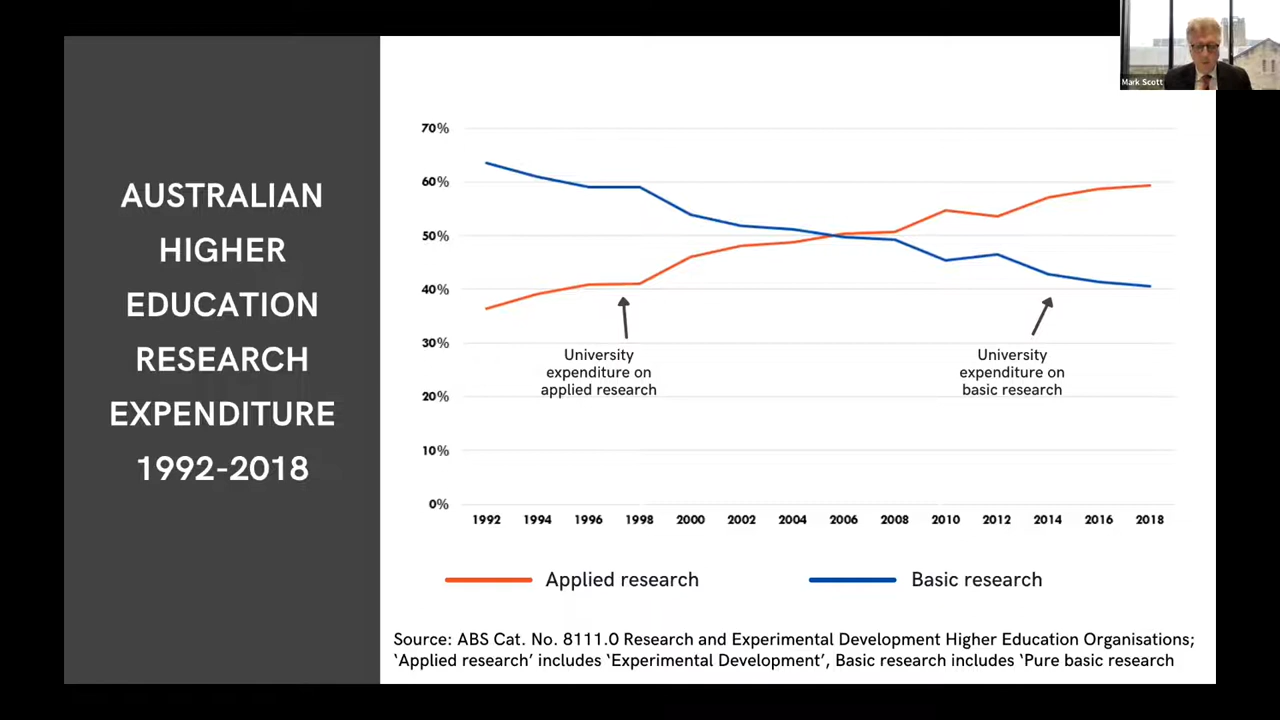 Mark Scott
AUSTRALIAN
HIGHER
EDUCATION
RESEARCH
EXPENDITURE
1992-2018
70%
60%
50%
40%
30%
20%
10%
0%
University
expenditure on
applied research
University
expenditure on
basic research
1992 1994 1996 1998 2000 2002 2004 2006 2008 2010 2012 2014 2016 2018
Applied research
Basic research
Source: ABS Cat. No. 8111.0 Research and Experimental Development Higher Education Organisations;
‘Applied research’ includes ‘Experimental Development’, Basic research includes ‘Pure basic research